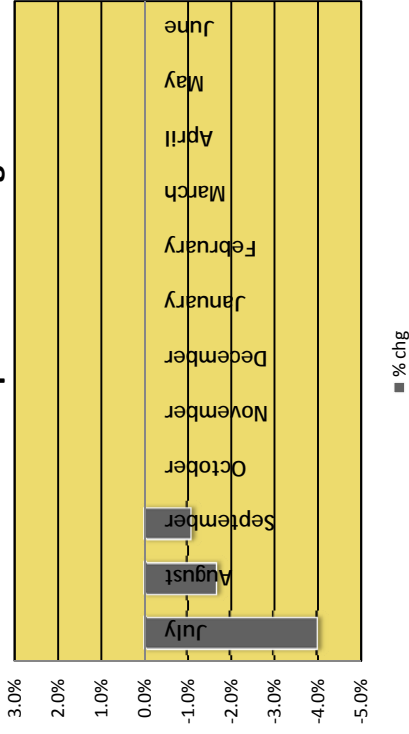 3.0%
2.0%
1.0%
0.0%
-1.0%
-2.0%
-3.0%
-4.0%
-5.0%
July
August
September
October
November
December
January
February
March
April
May
June
% chg